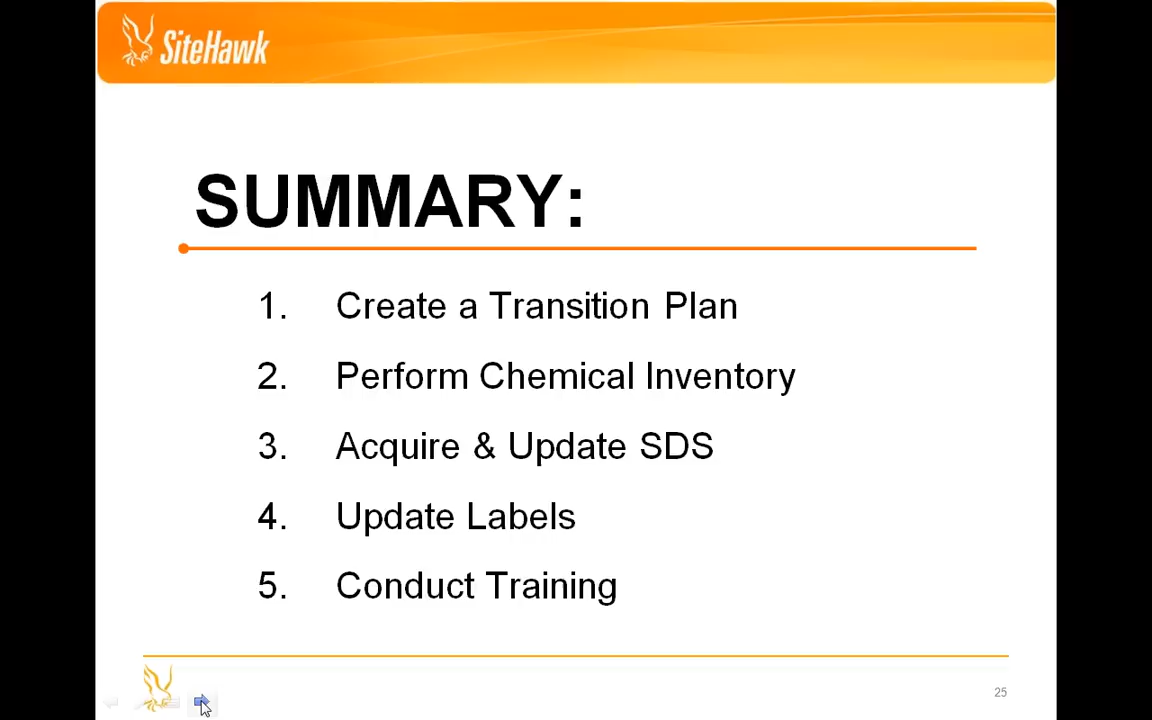 SiteHawk
SUMMARY:
1. Create a Transition Plan
2. Perform Chemical Inventory
3. Acquire & Update SDS
4. Update Labels
5. Conduct Training
25